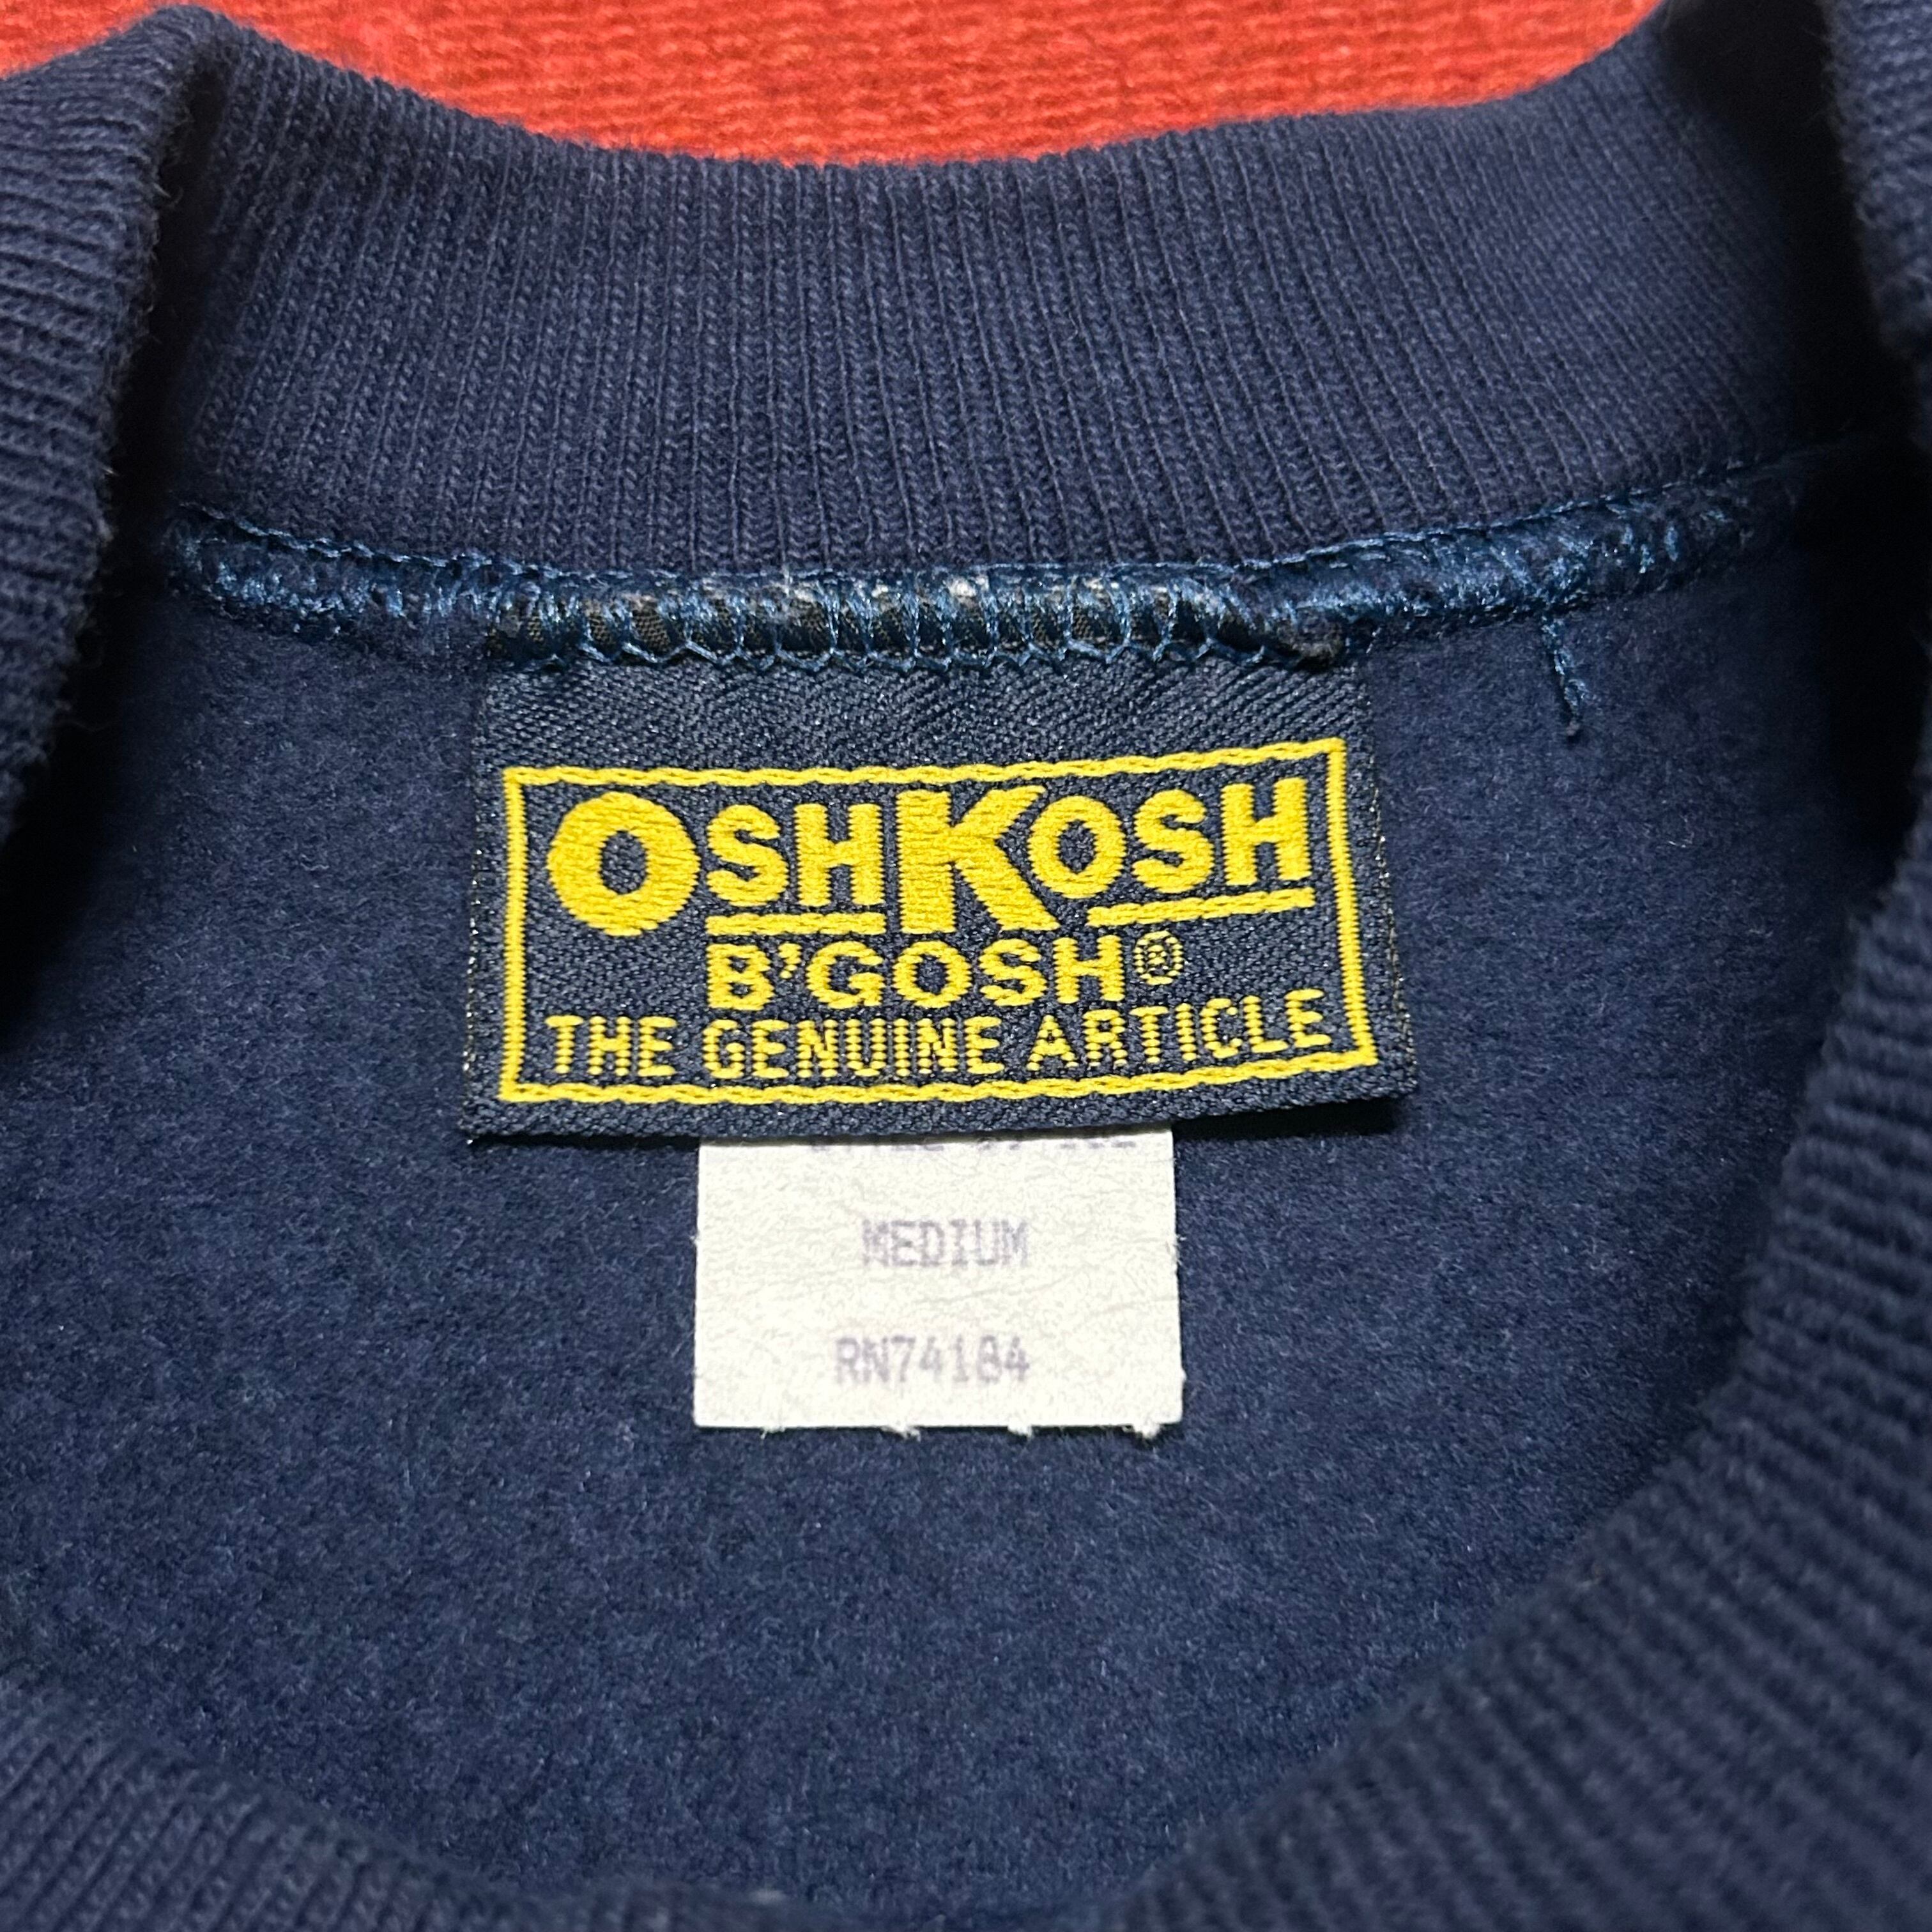 OSHKOSH
B'GOSH®
THE GENUINE ARTICLE
MEDIUM
RN74184